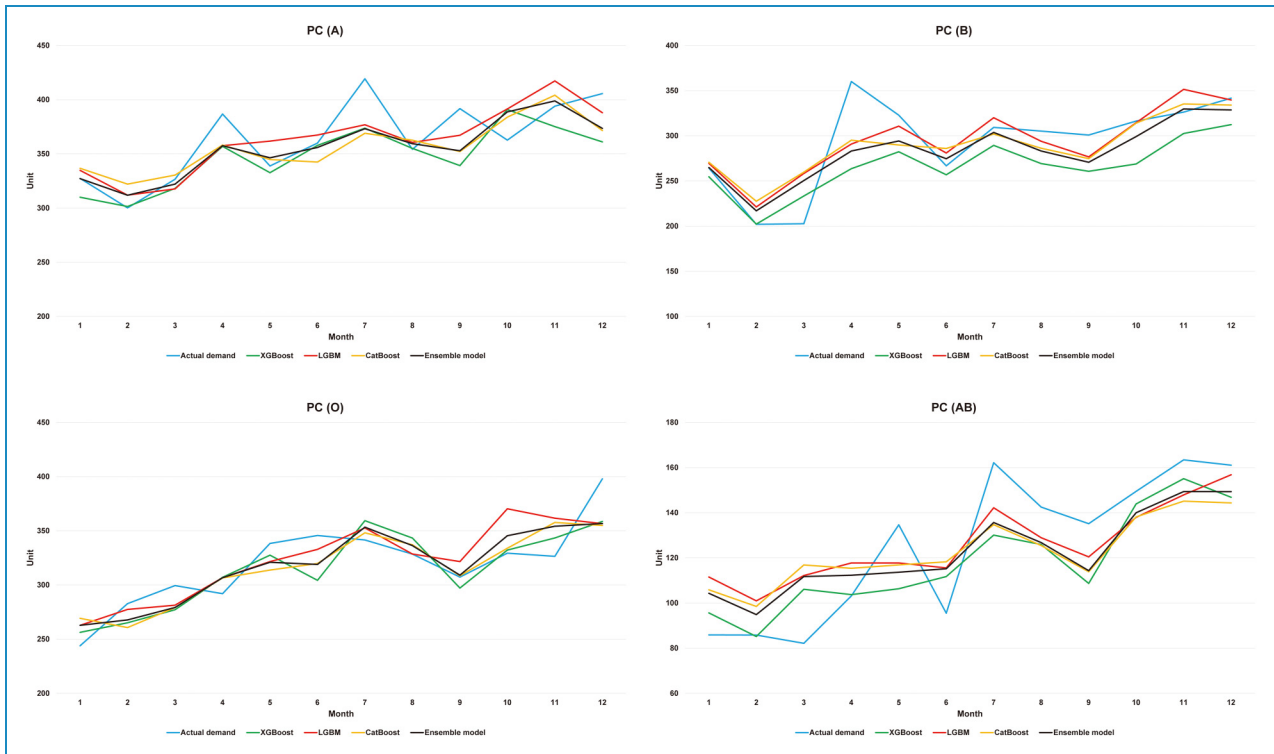 PC (A)
450
400
350
300
250
200
Unit
1 2 3 4 5 6 7 8 9 10 11 12
Month
Actual demand XGBoost LGBM CatBoost Ensemble model
PC (B)
400
350
300
250
200
150
100
Unit
1 2 3 4 5 6 7 8 9 10 11 12
Month
Actual demand XGBoost LGBM CatBoost Ensemble model
PC (O)
450
400
350
300
250
200
Unit
1 2 3 4 5 6 7 8 9 10 11 12
Month
Actual demand XGBoost LGBM CatBoost Ensemble model
PC (AB)
180
160
140
120
100
80
60
Unit
1 2 3 4 5 6 7 8 9 10 11 12
Month
Actual demand XGBoost LGBM CatBoost Ensemble model